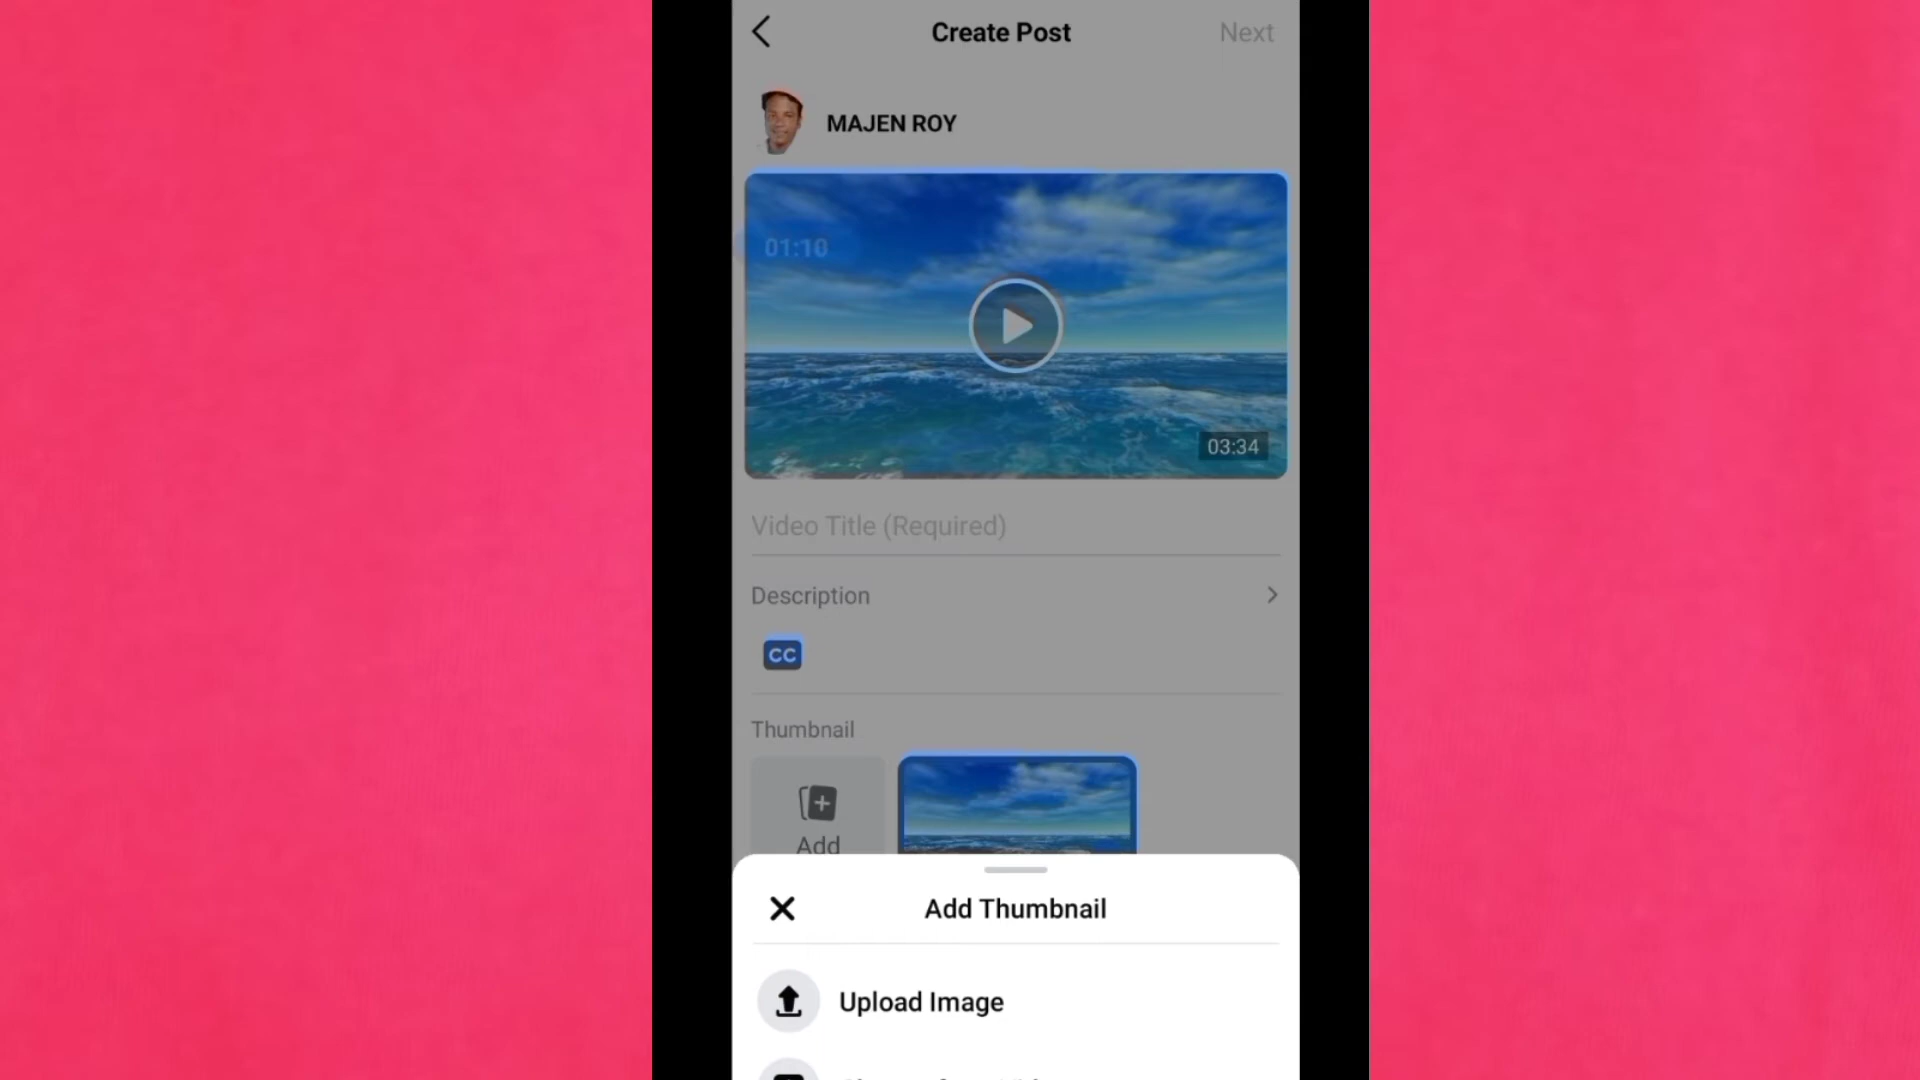 Create Post
Next
MAJEN ROY
01:10
03:34
Video Title (Required)
Description
CC
Thumbnail
Add
Add Thumbnail
Upload Image